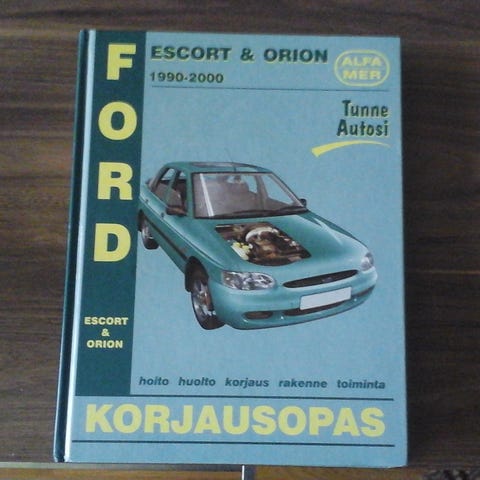 FORD
ESCORT & ORION
1990-2000
ALFA
MER
Tunne
Autosi
ESCORT
&
ORION
hoito huolto korjaus rakenne toiminta
KORJAUSOPAS